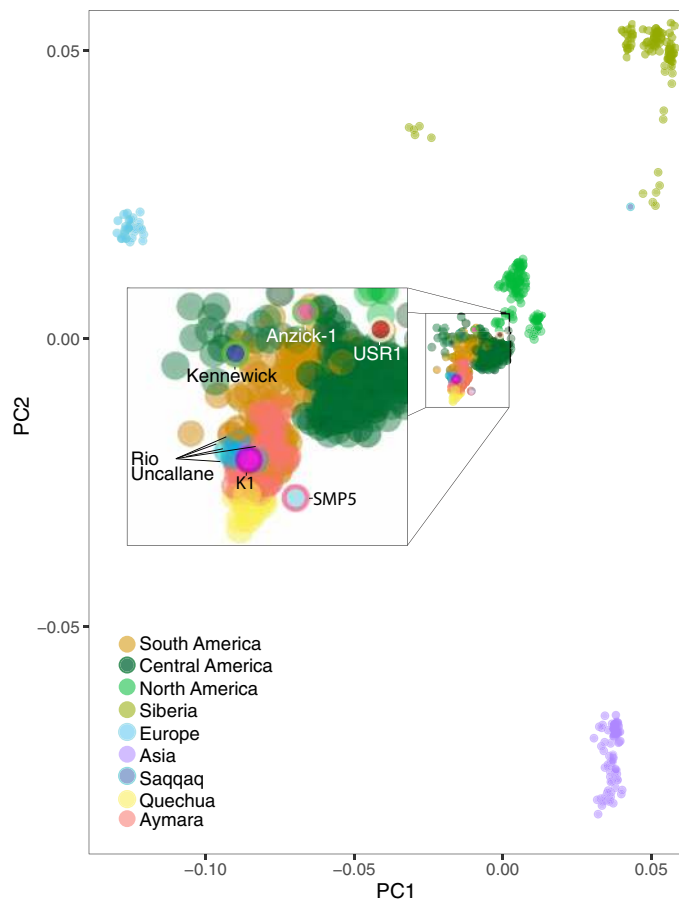 0.05
0.00
−0.05
PC2
Anzick-1
USR1
Kennewick
Rio
Uncallane
K1
SMP5
South America
Central America
North America
Siberia
Europe
Asia
Saqqaq
Quechua
Aymara
−0.10
−0.05
0.00
0.05
PC1